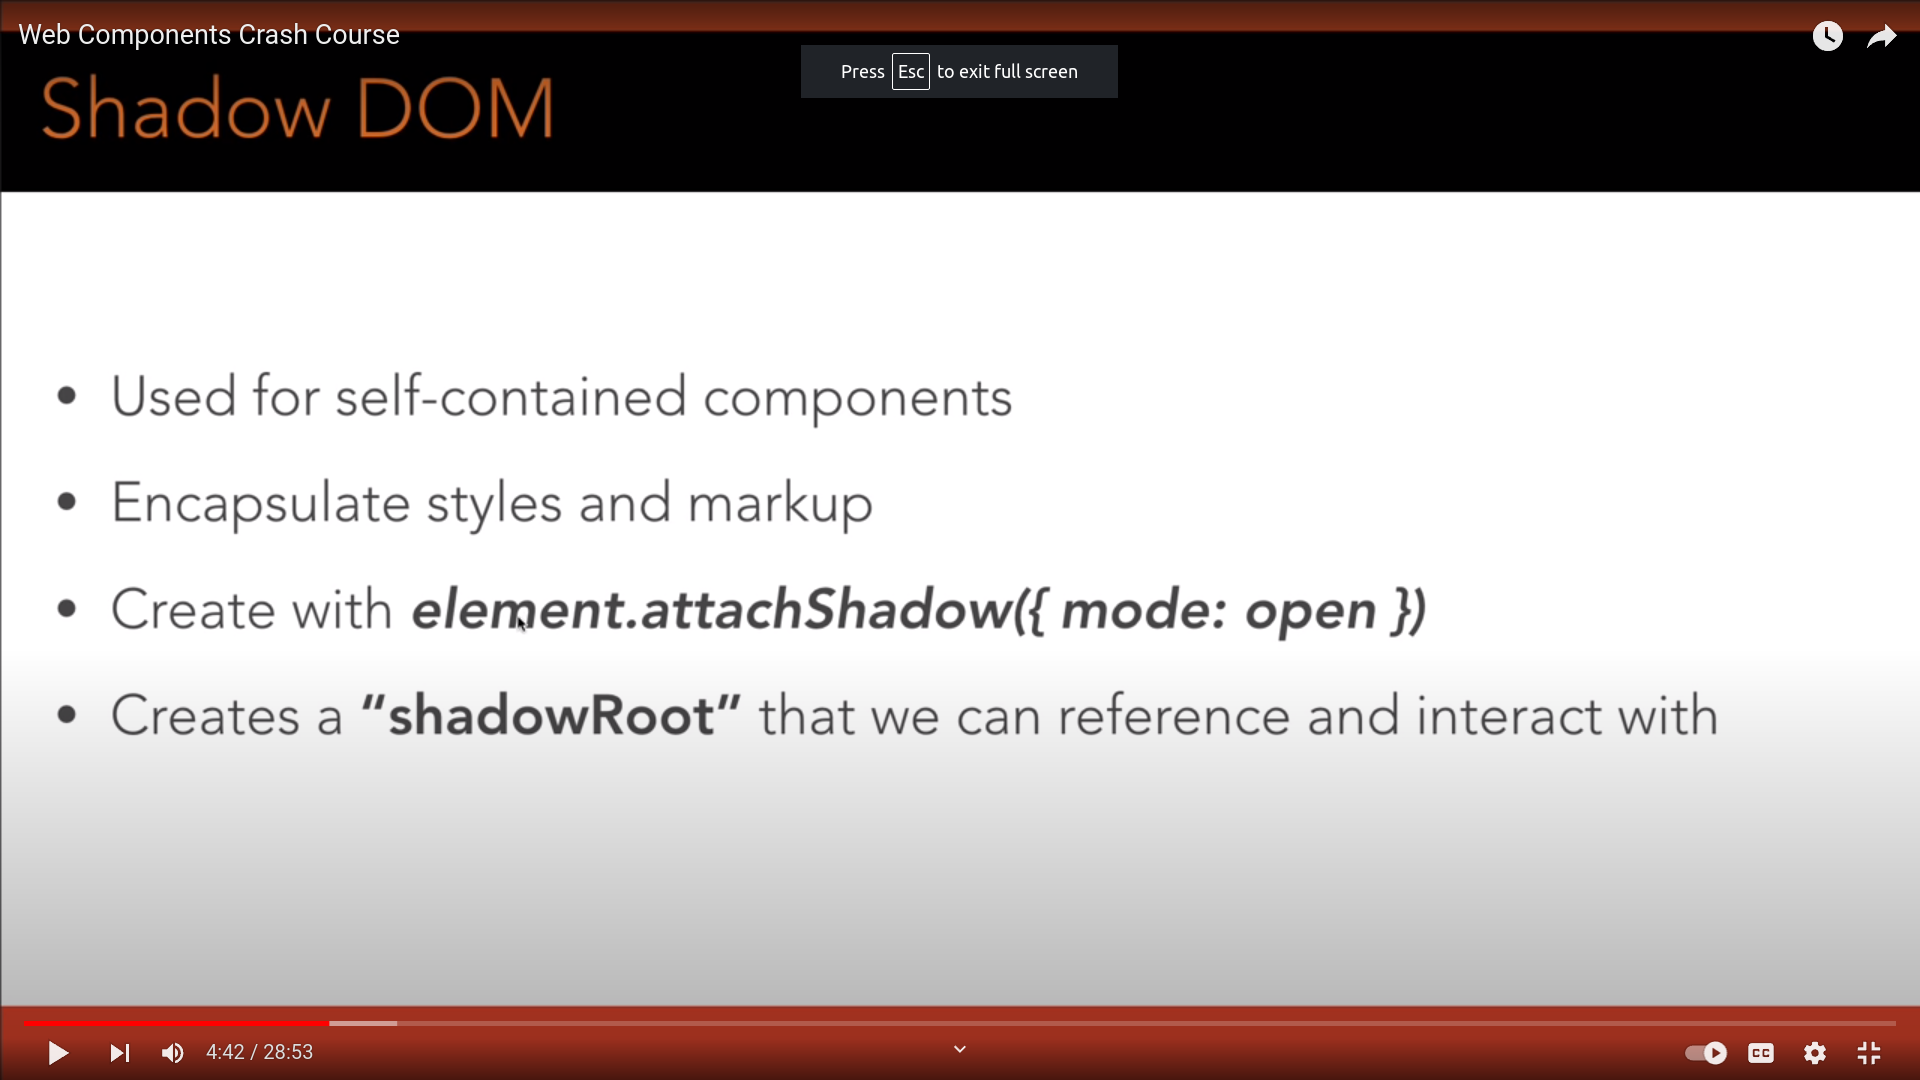 Web Components Crash Course
Press Esc to exit full screen
Shadow DOM
• Used for self-contained components
• Encapsulate styles and markup
• Create with element.attachShadow({ mode: open })
• Creates a “shadowRoot” that we can reference and interact with
4:42 / 28:53
CC